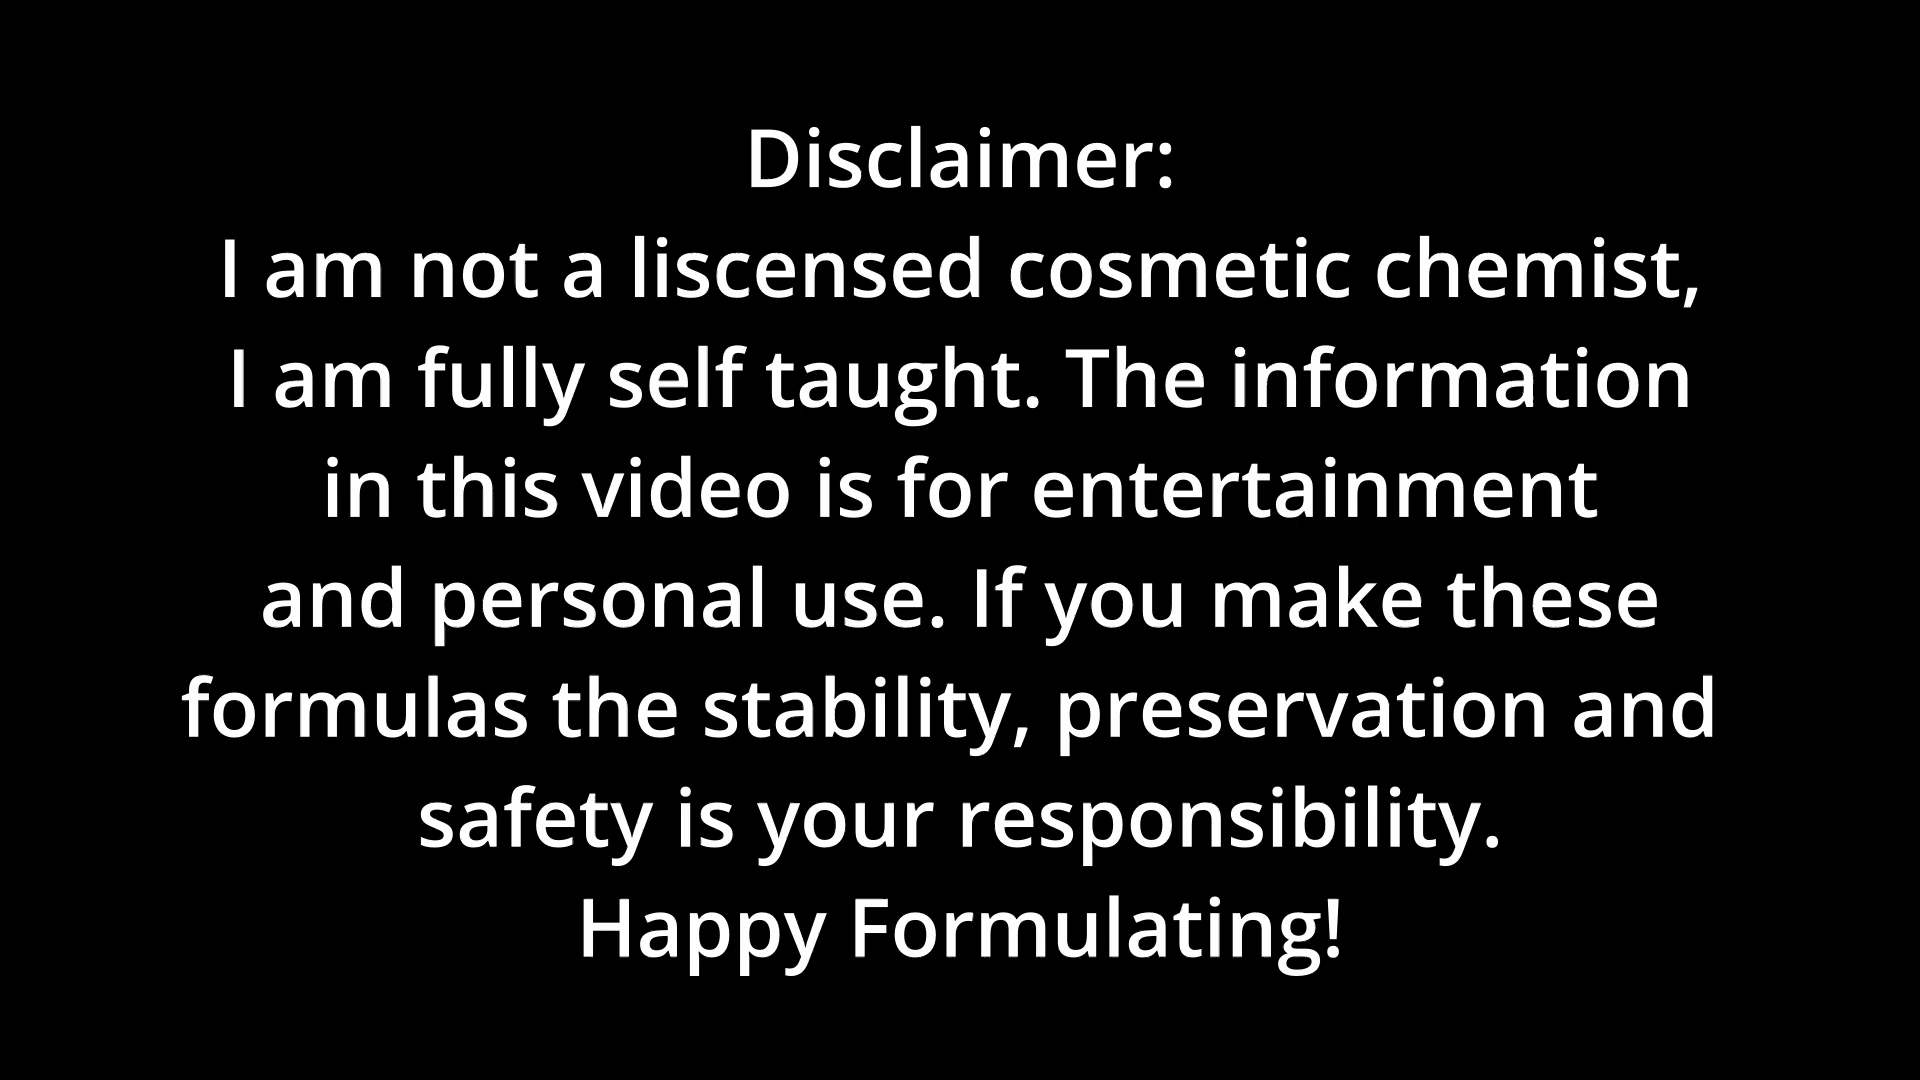 Disclaimer:
I am not a liscensed cosmetic chemist,
I am fully self taught. The information
in this video is for entertainment
and personal use. If you make these
formulas the stability, preservation and
safety is your responsibility.
Happy Formulating!